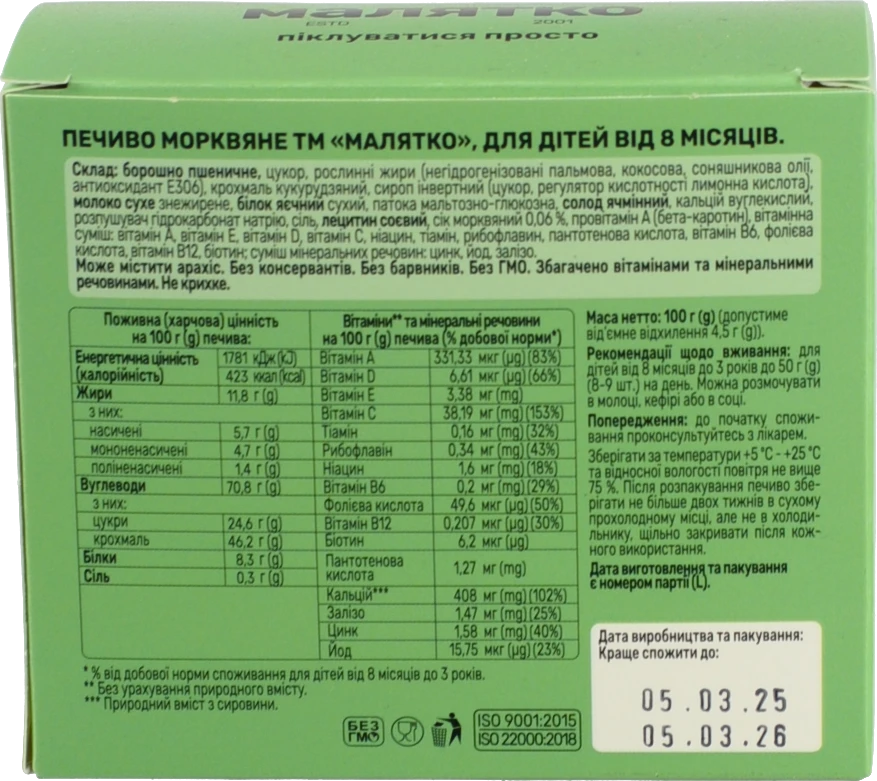 малятко
ESTD 2001
піклуватися просто
ПЕЧИВО МОРКВЯНЕ ТМ «МАЛЯТКО», ДЛЯ ДІТЕЙ ВІД 8 МІСЯЦІВ.
Склад: борошно пшеничне, цукор, рослинні жири (негідрогенізовані пальмова, кокосова, соняшникова олії,
антиоксидант Е306), крохмаль кукурудзяний, сироп інвертний (цукор, регулятор кислотності лимонна кислота),
молоко сухе знежирене, білок яєчний сухий, патока мальтозно-глюкозна, солод ячмінний, кальцій вуглекислий,
розпушувач гідрокарбонат натрію, сіль, лецитин соєвий, сік морквяний 0,06 %, провітамін А (бета-каротин), вітамінна
суміш: вітамін А, вітамін Е, вітамін D, вітамін С, ніацин, тіамін, рибофлавин, пантотенова кислота, вітамін В6, фолієва
кислота, вітамін В12, біотин; суміш мінеральних речовин: цинк, йод, залізо.
Може містити арахіс. Без консервантів. Без барвників. Без ГМО. Збагачено вітамінами та мінеральними
речовинами. Не крихке.
Поживна (харчова) цінність
на 100 г (g) печива:
Енергетична цінність 1781 кДж (kJ)
(калорійність) 423 ккал (kcal)
Жири 11,8 г (g)
з них:
насичені 5,7 г (g)
мононенасичені 4,7 г (g)
поліненасичені 1,4 г (g)
Вуглеводи 70,8 г (g)
з них:
цукри 24,6 г (g)
крохмаль 46,2 г (g)
Білки 8,3 г (g)
Сіль 0,3 г (g)
Вітаміни** та мінеральні речовини
на 100 г (g) печива (% добової норми*)
Вітамін А 331,33 мкг (µg) (83%)
Вітамін D 6,61 мкг (µg) (66%)
Вітамін Е 3,38 мг (mg)
Вітамін С 38,19 мг (mg) (153%)
Тіамін 0,16 мг (mg) (32%)
Рибофлавин 0,34 мг (mg) (43%)
Ніацин 1,6 мг (mg) (18%)
Вітамін В6 0,2 мг (mg) (29%)
Фолієва кислота 49,6 мкг (µg) (50%)
Вітамін В12 0,207 мкг (µg) (30%)
Біотин 6,2 мкг (µg)
Пантотенова
кислота 1,27 мг (mg)
Кальцій*** 408 мг (mg) (102%)
Залізо 1,47 мг (mg) (25%)
Цинк 1,58 мг (mg) (40%)
Йод 15,75 мкг (µg) (23%)
* % від добової норми споживання для дітей від 8 місяців до 3 років.
** Без урахування природного вмісту.
*** Природний вміст з сировини.
Маса нетто: 100 г (g) (допустиме
від'ємне відхилення 4,5 г (g)).
Рекомендації щодо вживання: для
дітей від 8 місяців до 3 років до 50 г (g)
(8-9 шт.) на день. Можна розмочувати
в молоці, кефірі або в соці.
Попередження: до початку спожи-
вання проконсультуйтесь з лікарем.
Зберігати за температури +5 °C - +25 °C
та відносної вологості повітря не вище
75 %. Після розпакування печиво збе-
рігати не більше двох тижнів в сухому
прохолодному місці, але не в холоди-
льнику, щільно закривати після кож-
ного використання.
Дата виготовлення та пакування
є номером партії (L).
Дата виробництва та пакування:
Краще спожити до:
05.03.25
05.03.26
БЕЗ
ГМО
ISO 9001:2015
ISO 22000:2018